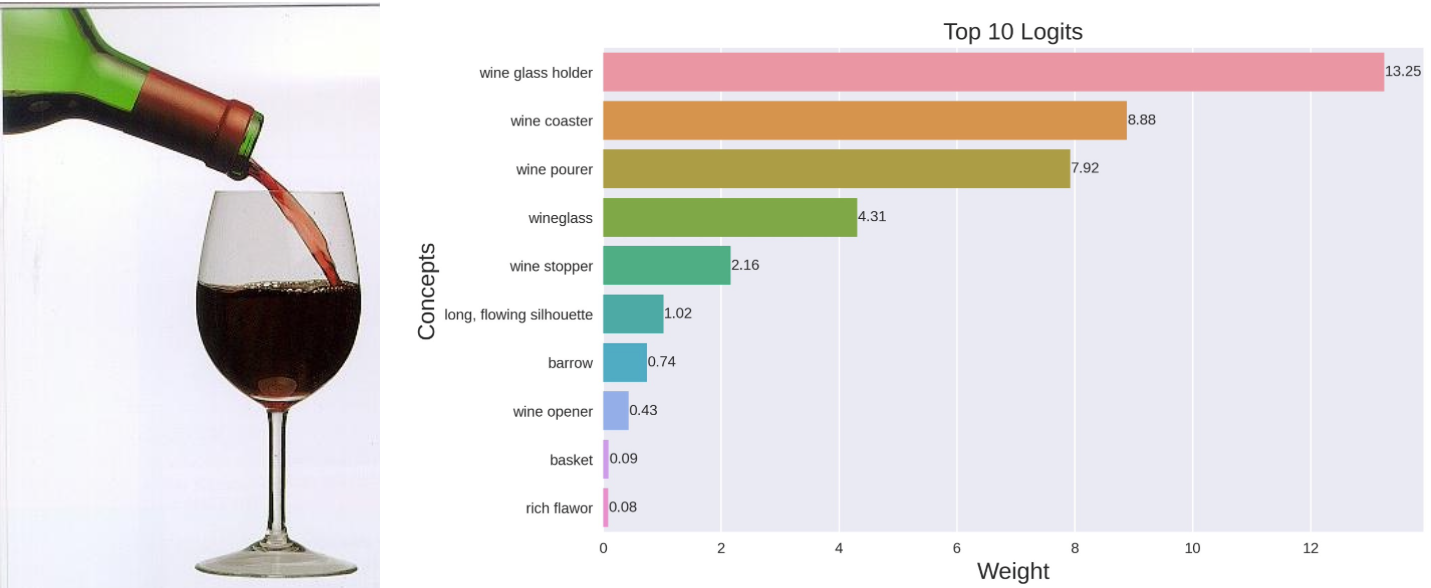 Top 10 Logits
wine glass holder 13.25
wine coaster 8.88
wine pourer 7.92
wineglass 4.31
wine stopper 2.16
long, flowing silhouette 1.02
barrow 0.74
wine opener 0.43
basket 0.09
rich flawor 0.08
Concepts
0 2 4 6 8 10 12
Weight